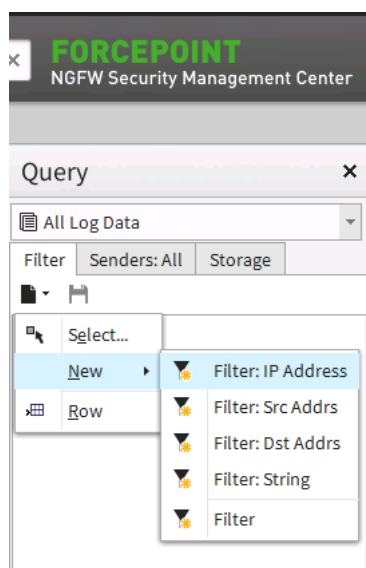 FORCEPOINT
NGFW Security Management Center
Query
All Log Data
Filter Senders: All Storage
Select...
New Filter: IP Address
Row Filter: Src Addrs
Filter: Dst Addrs
Filter: String
Filter